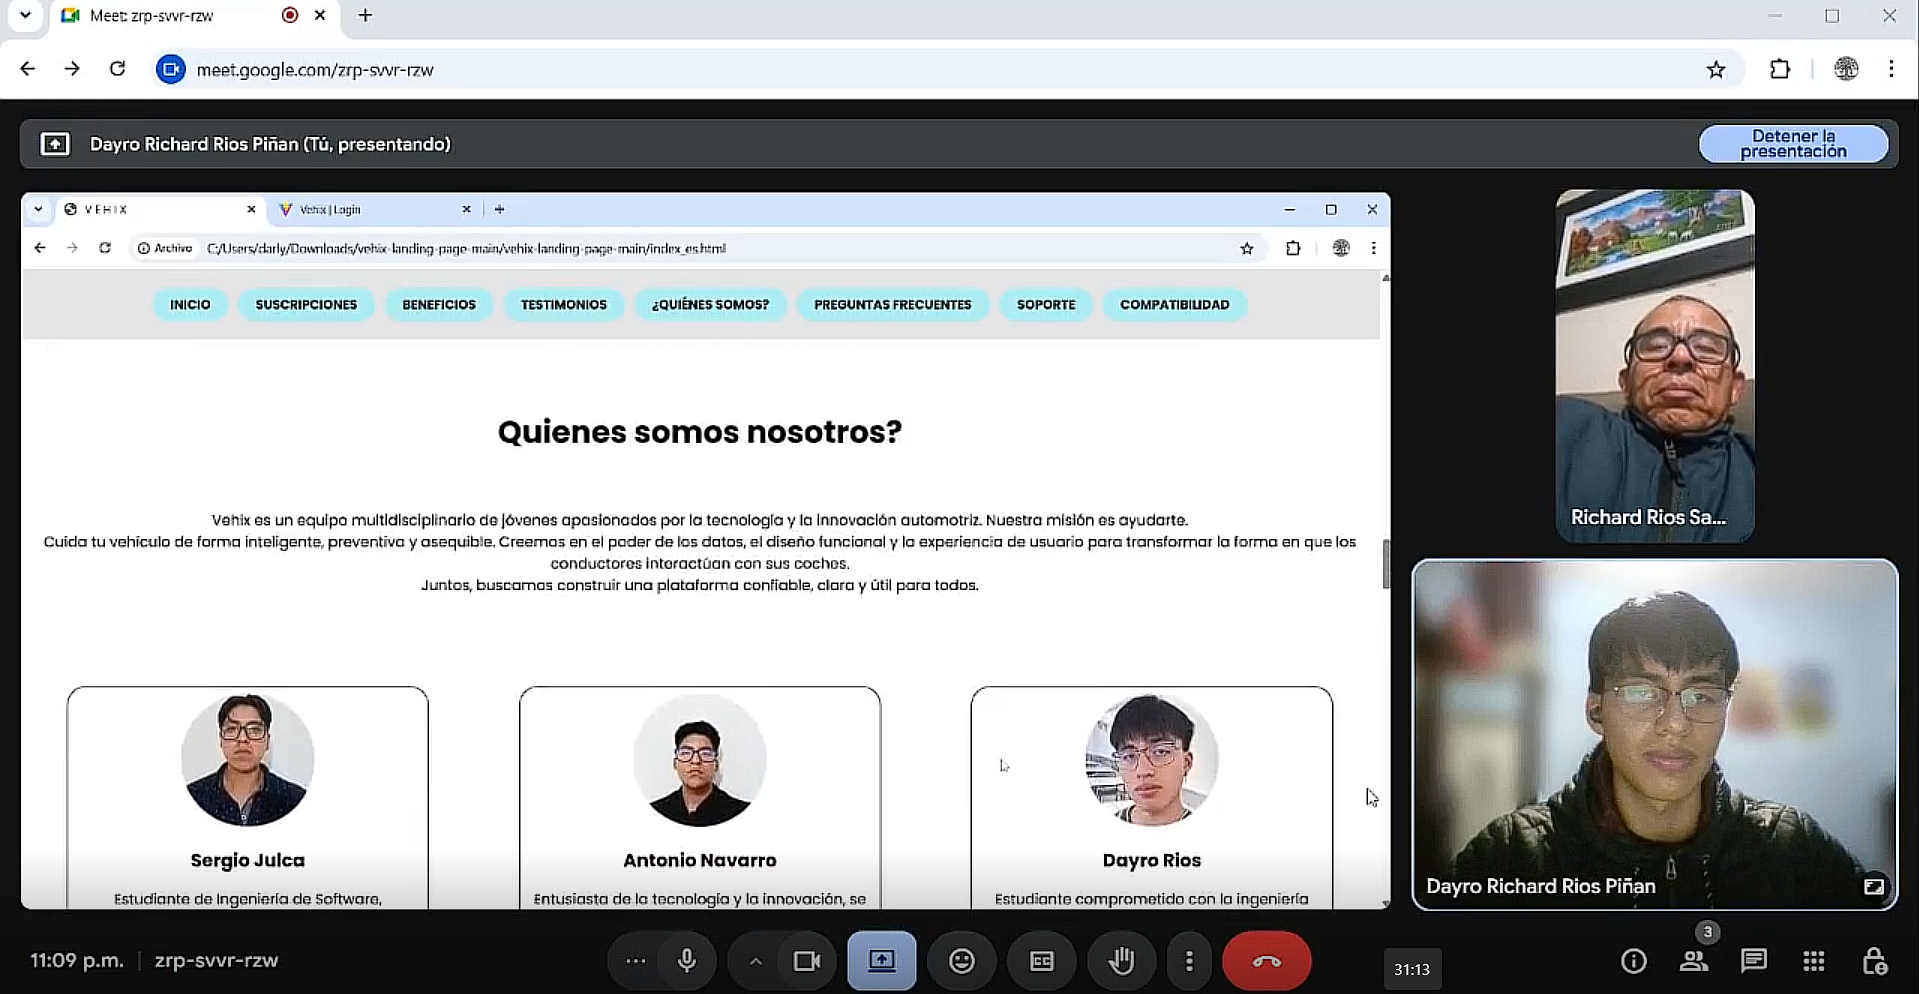 Meet: zrp-svvr-rzw
meet.google.com/zrp-svvr-rzw
Dayro Richard Rios Piñan (Tú, presentando)
Detener la
presentación
V E H I X
Vehix | Login
Archivo
C:/Users/darly/Downloads/vehix-landing-page-main/vehix-landing-page-main/index_es.html
INICIO
SUSCRIPCIONES
BENEFICIOS
TESTIMONIOS
¿QUIÉNES SOMOS?
PREGUNTAS FRECUENTES
SOPORTE
COMPATIBILIDAD
Quienes somos nosotros?
Vehix es un equipo multidisciplinario de jóvenes apasionados por la tecnología y la innovación automotriz. Nuestra misión es ayudarte.
Cuida tu vehículo de forma inteligente, preventiva y asequible. Creemos en el poder de los datos, el diseño funcional y la experiencia de usuario para transformar la forma en que los
conductores interactúan con sus coches.
Juntos, buscamos construir una plataforma confiable, clara y útil para todos.
Sergio Julca
Estudiante de Ingeniería de Software,
Antonio Navarro
Entusiasta de la tecnología y la innovación, se
Dayro Rios
Estudiante comprometido con la ingeniería
Richard Rios Sa...
Dayro Richard Rios Piñan
11:09 p.m.
zrp-svvr-rzw
CC
31:13
3